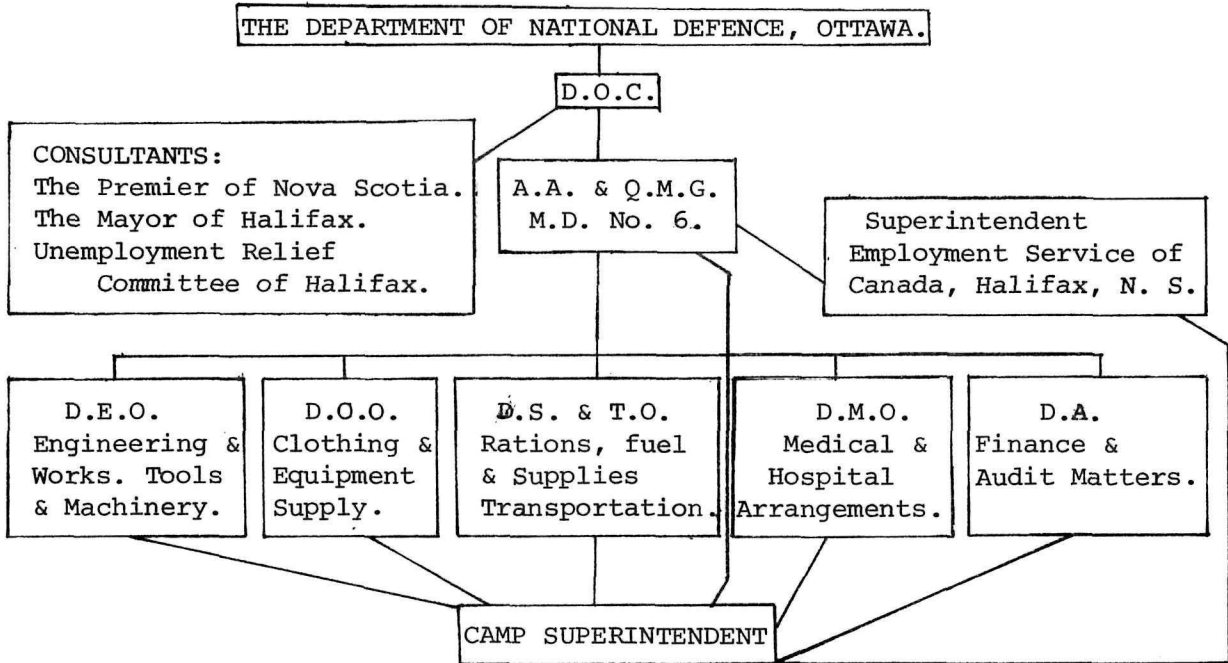 THE DEPARTMENT OF NATIONAL DEFENCE, OTTAWA.
D.O.C.
CONSULTANTS:
The Premier of Nova Scotia.
The Mayor of Halifax.
Unemployment Relief
Committee of Halifax.
A.A. & Q.M.G.
M.D. No. 6.
Superintendent
Employment Service of
Canada, Halifax, N. S.
D.E.O.
Engineering &
Works. Tools
& Machinery.
D.O.O.
Clothing &
Equipment
Supply.
D.S. & T.O.
Rations, fuel
& Supplies
Transportation.
D.M.O.
Medical &
Hospital
Arrangements.
D.A.
Finance &
Audit Matters.
CAMP SUPERINTENDENT